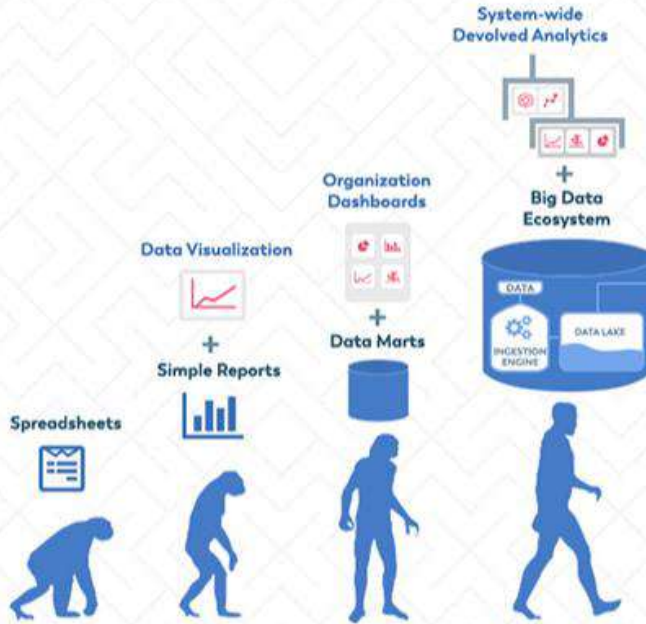 System-wide
Devolved Analytics
Big Data
Ecosystem
DATA
INGESTION
ENGINE
DATA LAKE
Organization
Dashboards
Data Marts
Data Visualization
Simple Reports
Spreadsheets